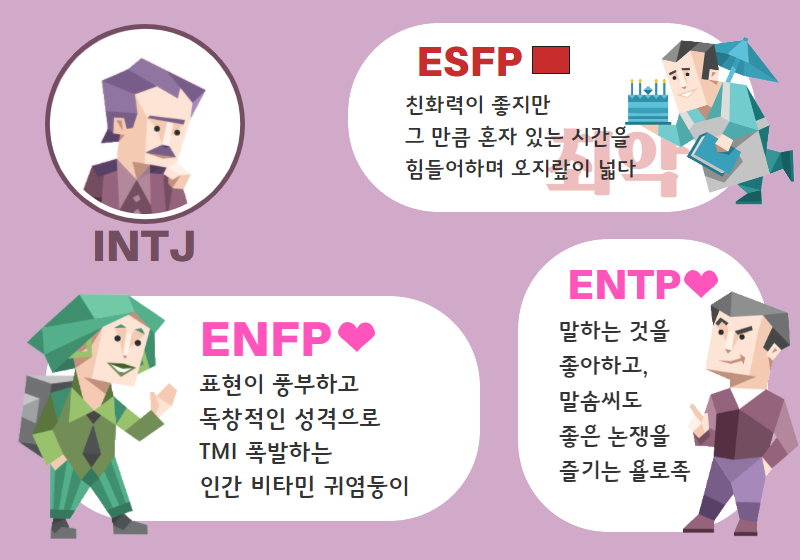 INTJ
ESFP
친화력이 좋지만
그 만큼 혼자 있는 시간을
힘들어하며 오지랖이 넓다
최악
ENFP
표현이 풍부하고
독창적인 성격으로
TMI 폭발하는
인간 비타민 귀염둥이
ENTP
말하는 것을
좋아하고,
말솜씨도
좋은 논쟁을
즐기는 욜로족